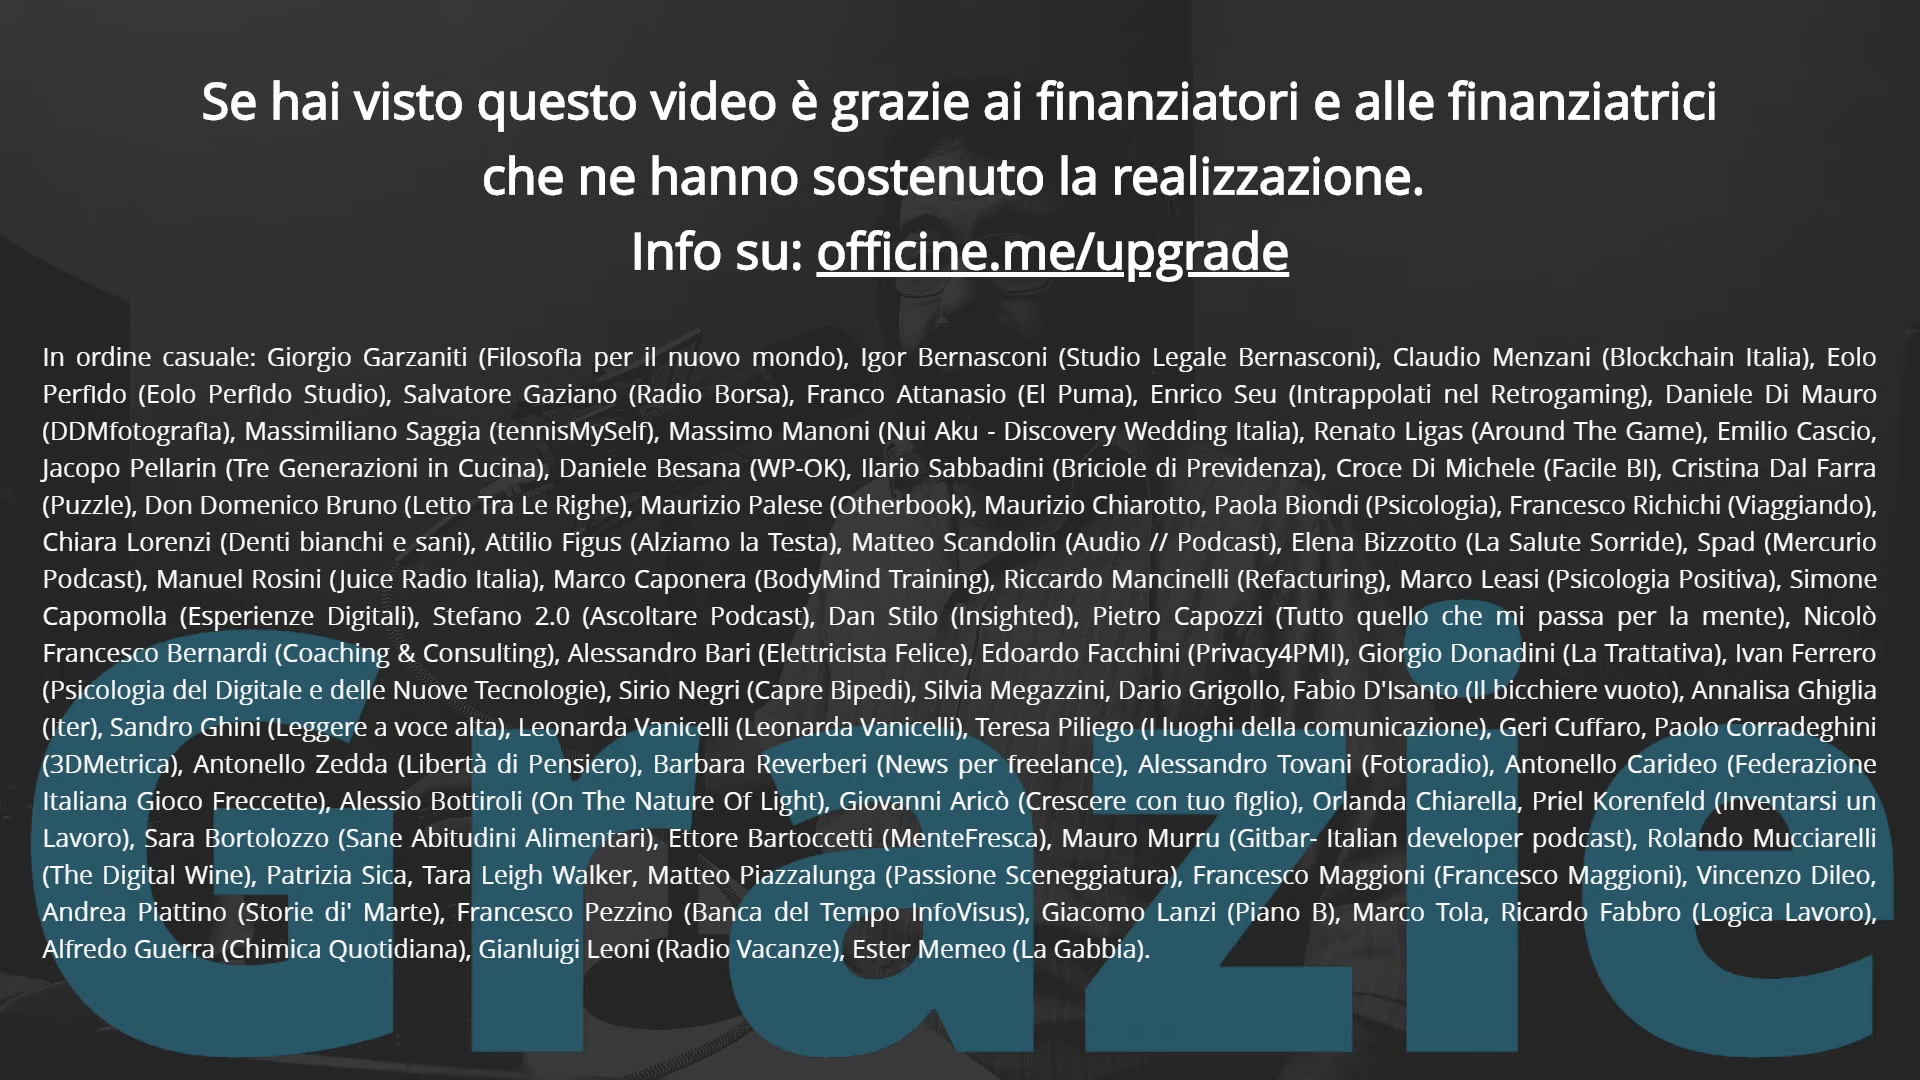 Se hai visto questo video è grazie ai finanziatori e alle finanziatrici
che ne hanno sostenuto la realizzazione.
Info su: officine.me/upgrade
In ordine casuale: Giorgio Garzaniti (Filosofia per il nuovo mondo), Igor Bernasconi (Studio Legale Bernasconi), Claudio Menzani (Blockchain Italia), Eolo
Perfido (Eolo Perfido Studio), Salvatore Gaziano (Radio Borsa), Franco Attanasio (El Puma), Enrico Seu (Intrappolati nel Retrogaming), Daniele Di Mauro
(DDMfotografia), Massimiliano Saggia (tennisMySelf), Massimo Manoni (Nui Aku - Discovery Wedding Italia), Renato Ligas (Around The Game), Emilio Cascio,
Jacopo Pellarin (Tre Generazioni in Cucina), Daniele Besana (WP-OK), Ilario Sabbadini (Briciole di Previdenza), Croce Di Michele (Facile BI), Cristina Dal Farra
(Puzzle), Don Domenico Bruno (Letto Tra Le Righe), Maurizio Palese (Otherbook), Maurizio Chiarotto, Paola Biondi (Psicologia), Francesco Richichi (Viaggiando),
Chiara Lorenzi (Denti bianchi e sani), Attilio Figus (Alziamo la Testa), Matteo Scandolin (Audio // Podcast), Elena Bizzotto (La Salute Sorride), Spad (Mercurio
Podcast), Manuel Rosini (Juice Radio Italia), Marco Caponera (BodyMind Training), Riccardo Mancinelli (Refacturing), Marco Leasi (Psicologia Positiva), Simone
Capomolla (Esperienze Digitali), Stefano 2.0 (Ascoltare Podcast), Dan Stilo (Insighted), Pietro Capozzi (Tutto quello che mi passa per la mente), Nicolò
Francesco Bernardi (Coaching & Consulting), Alessandro Bari (Elettricista Felice), Edoardo Facchini (Privacy4PMI), Giorgio Donadini (La Trattativa), Ivan Ferrero
(Psicologia del Digitale e delle Nuove Tecnologie), Sirio Negri (Capre Bipedi), Silvia Megazzini, Dario Grigollo, Fabio D'Isanto (Il bicchiere vuoto), Annalisa Ghiglia
(Iter), Sandro Ghini (Leggere a voce alta), Leonarda Vanicelli (Leonarda Vanicelli), Teresa Piliego (I luoghi della comunicazione), Geri Cuffaro, Paolo Corradeghini
(3DMetrica), Antonello Zedda (Libertà di Pensiero), Barbara Reverberi (News per freelance), Alessandro Tovani (Fotoradio), Antonello Carideo (Federazione
Italiana Gioco Freccette), Alessio Bottiroli (On The Nature Of Light), Giovanni Aricò (Crescere con tuo figlio), Orlanda Chiarella, Priel Korenfeld (Inventarsi un
Lavoro), Sara Bortolozzo (Sane Abitudini Alimentari), Ettore Bartoccetti (MenteFresca), Mauro Murru (Gitbar- Italian developer podcast), Rolando Mucciarelli
(The Digital Wine), Patrizia Sica, Tara Leigh Walker, Matteo Piazzalunga (Passione Sceneggiatura), Francesco Maggioni (Francesco Maggioni), Vincenzo Dileo,
Andrea Piattino (Storie di' Marte), Francesco Pezzino (Banca del Tempo InfoVisus), Giacomo Lanzi (Piano B), Marco Tola, Ricardo Fabbro (Logica Lavoro),
Alfredo Guerra (Chimica Quotidiana), Gianluigi Leoni (Radio Vacanze), Ester Memeo (La Gabbia).
Grazie